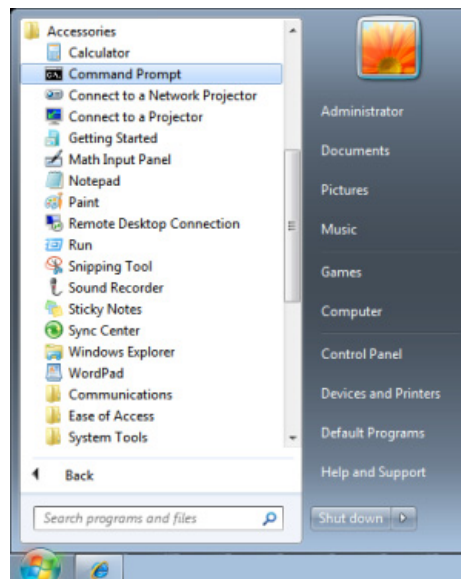 Accessories
Calculator
Command Prompt
Connect to a Network Projector
Connect to a Projector
Getting Started
Math Input Panel
Notepad
Paint
Remote Desktop Connection
Run
Snipping Tool
Sound Recorder
Sticky Notes
Sync Center
Windows Explorer
WordPad
Communications
Ease of Access
System Tools
Back
Search programs and files
Administrator
Documents
Pictures
Music
Games
Computer
Control Panel
Devices and Printers
Default Programs
Help and Support
Shut down